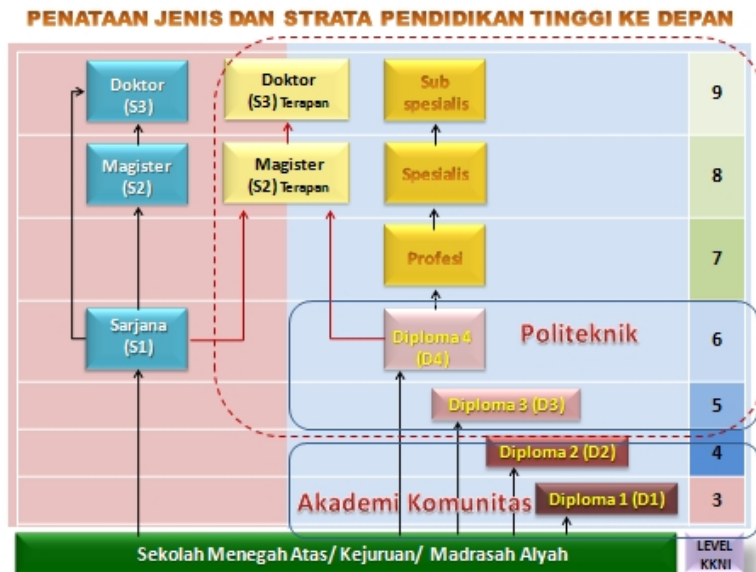 PENATAAN JENIS DAN STRATA PENDIDIKAN TINGGI KE DEPAN
Doktor
(S3)
Doktor
(S3) Terapan
Sub
spesialis
9
Magister
(S2)
Magister
(S2) Terapan
Spesialis
8
Profesi
7
Sarjana
(S1)
Diploma 4
(D4)
Politeknik
6
Diploma 3 (D3)
5
Diploma 2 (D2)
4
Akademi Komunitas
Diploma 1 (D1)
3
Sekolah Menegah Atas/ Kejuruan/ Madrasah Alyah
LEVEL
KKNI